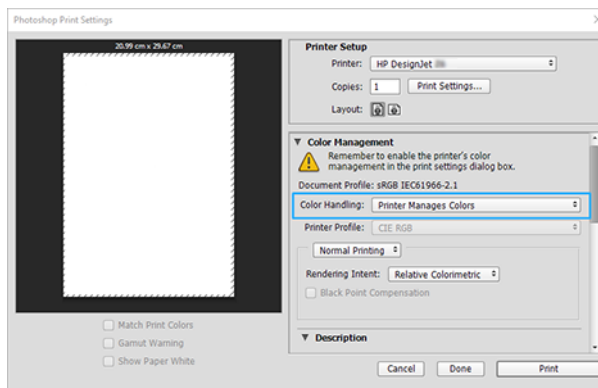 Photoshop Print Settings
20.99 cm x 29.67 cm
Match Print Colors
Gamut Warning
Show Paper White
Printer Setup
Printer: HP DesignJet
Copies: 1 Print Settings...
Layout:
Color Management
Remember to enable the printer's color
management in the print settings dialog box.
Document Profile: sRGB IEC61966-2.1
Color Handling: Printer Manages Colors
Printer Profile: CIE RGB
Normal Printing
Rendering Intent: Relative Colorimetric
Black Point Compensation
Description
Cancel Done Print